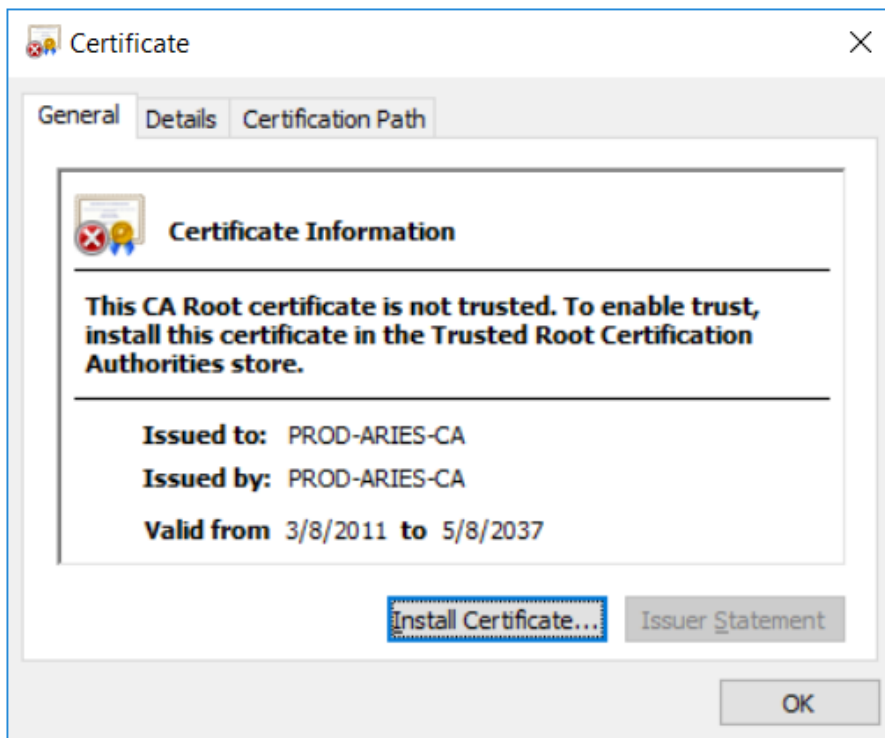 Certificate
General Details Certification Path
Certificate Information
This CA Root certificate is not trusted. To enable trust,
install this certificate in the Trusted Root Certification
Authorities store.
Issued to: PROD-ARIES-CA
Issued by: PROD-ARIES-CA
Valid from 3/8/2011 to 5/8/2037
Install Certificate... Issuer Statement
OK